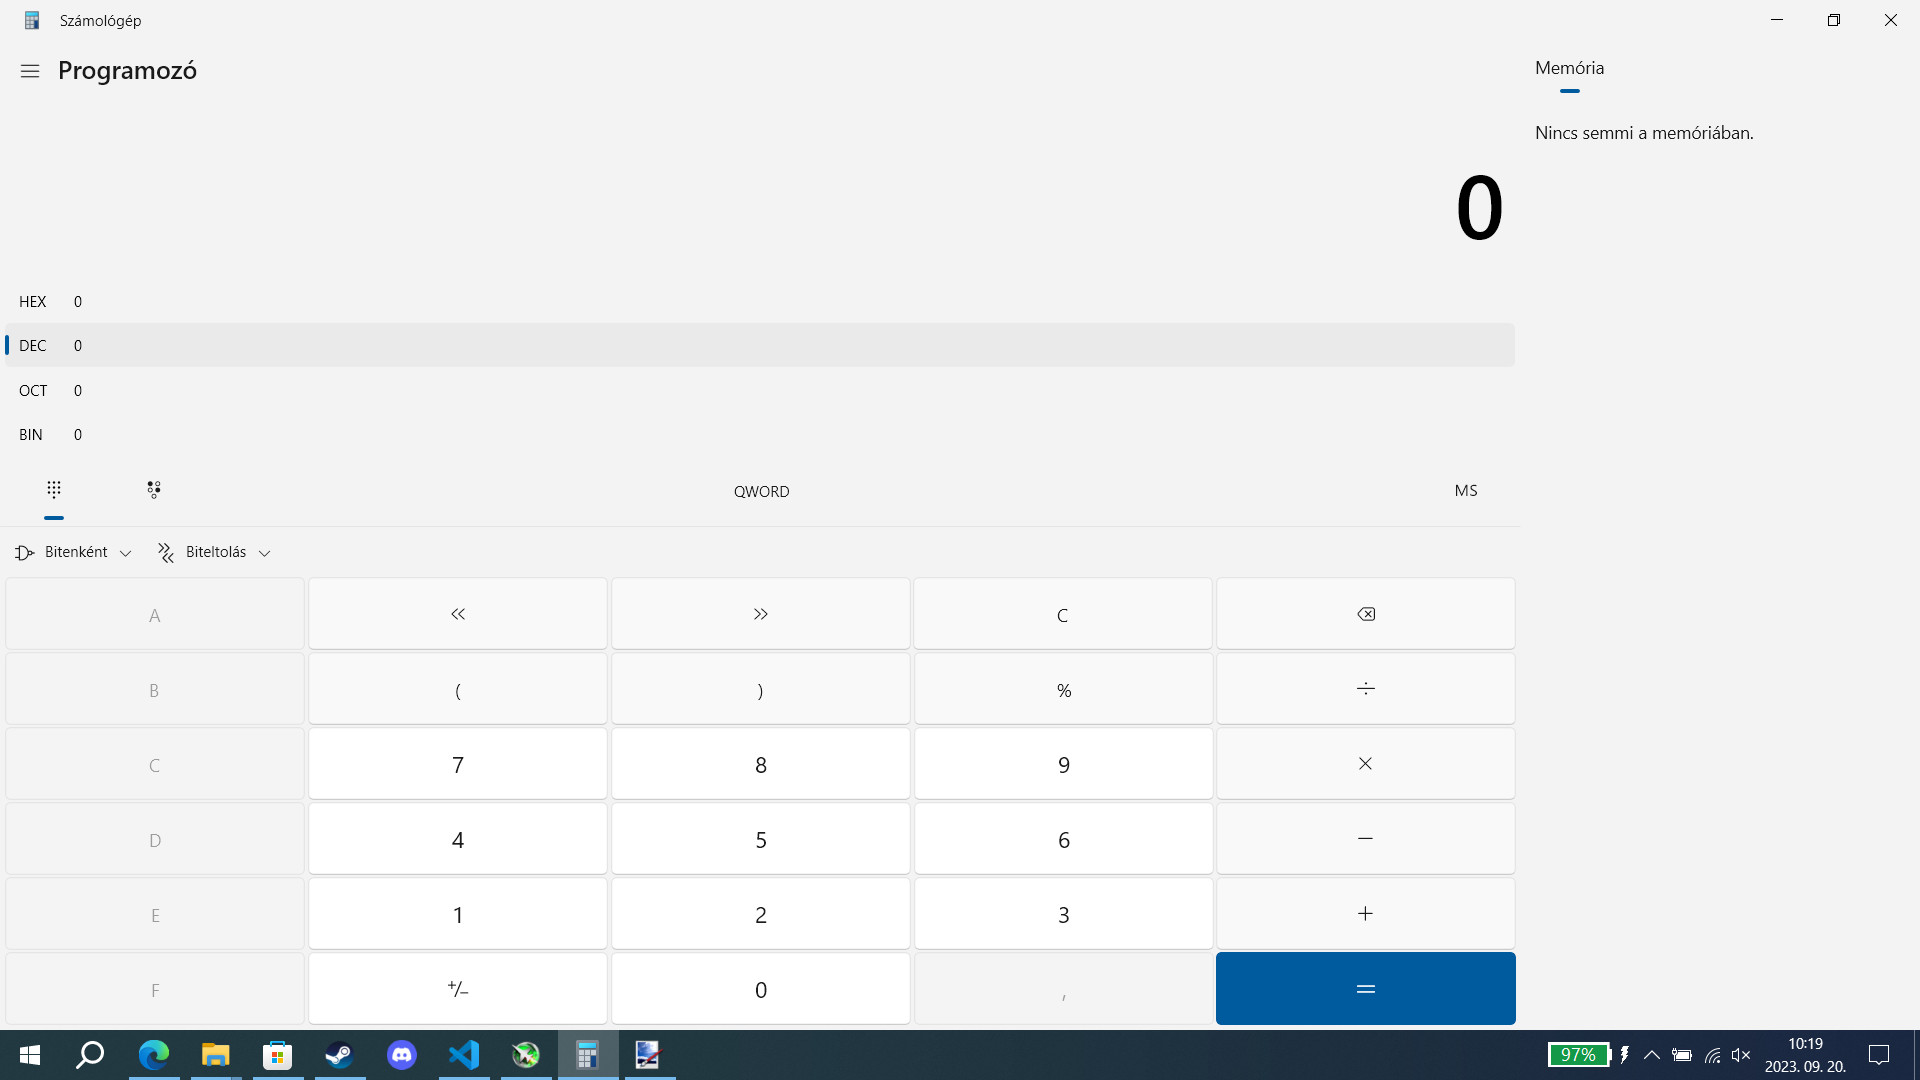 Számológép
Programozó
Memória
Nincs semmi a memóriában.
0
HEX 0
DEC 0
OCT 0
BIN 0
QWORD
MS
Bitenként
Biteltolás
A « » C
B ( ) % ÷
C 7 8 9 ×
D 4 5 6 −
E 1 2 3 +
F +/− 0 , =
97%
10:19
2023. 09. 20.